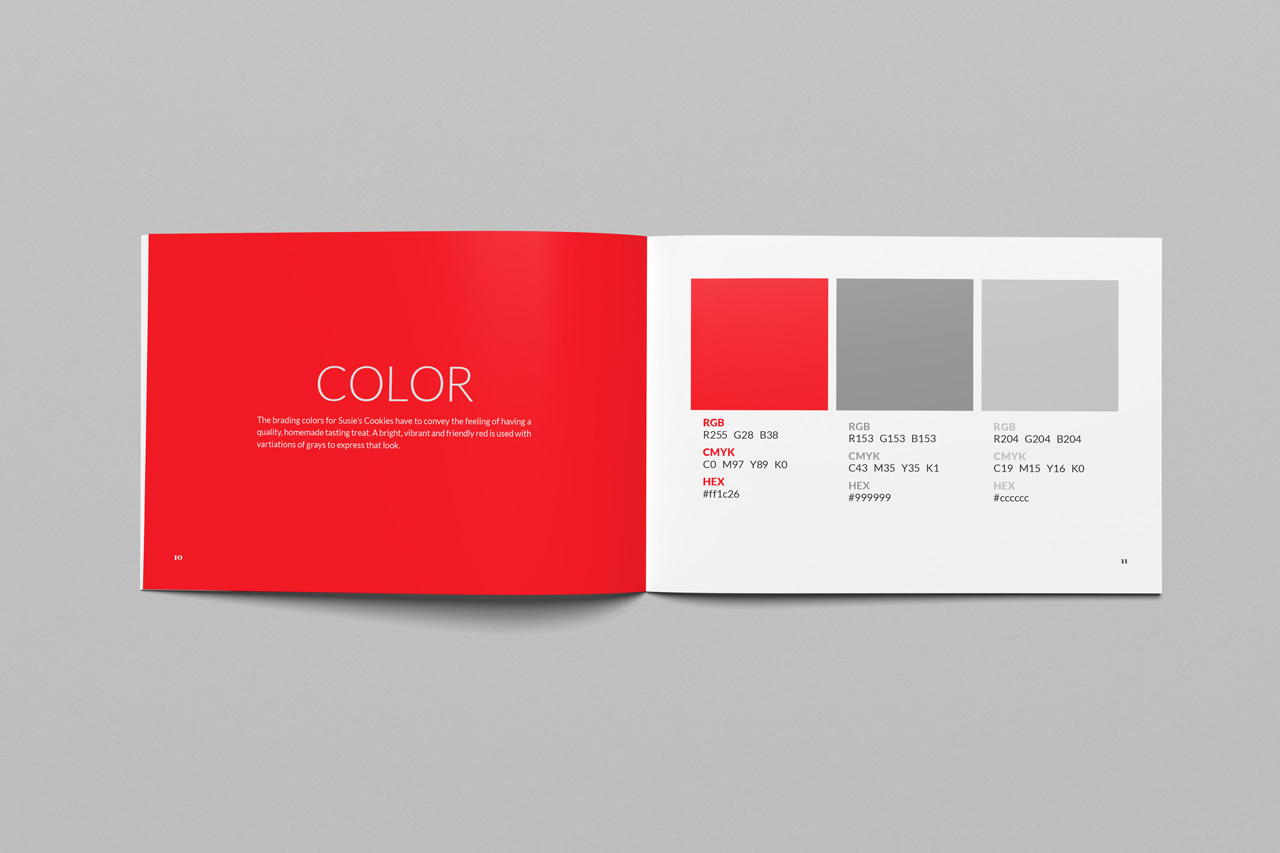 COLOR
The brading colors for Susie's Cookies have to convey the feeling of having a
quality, homemade tasting treat. A bright, vibrant and friendly red is used with
vartiations of grays to express that look.
10
RGB
R255 G28 B38
CMYK
C0 M97 Y89 K0
HEX
#ff1c26
RGB
R153 G153 B153
CMYK
C43 M35 Y35 K1
HEX
#999999
RGB
R204 G204 B204
CMYK
C19 M15 Y16 K0
HEX
#cccccc
11